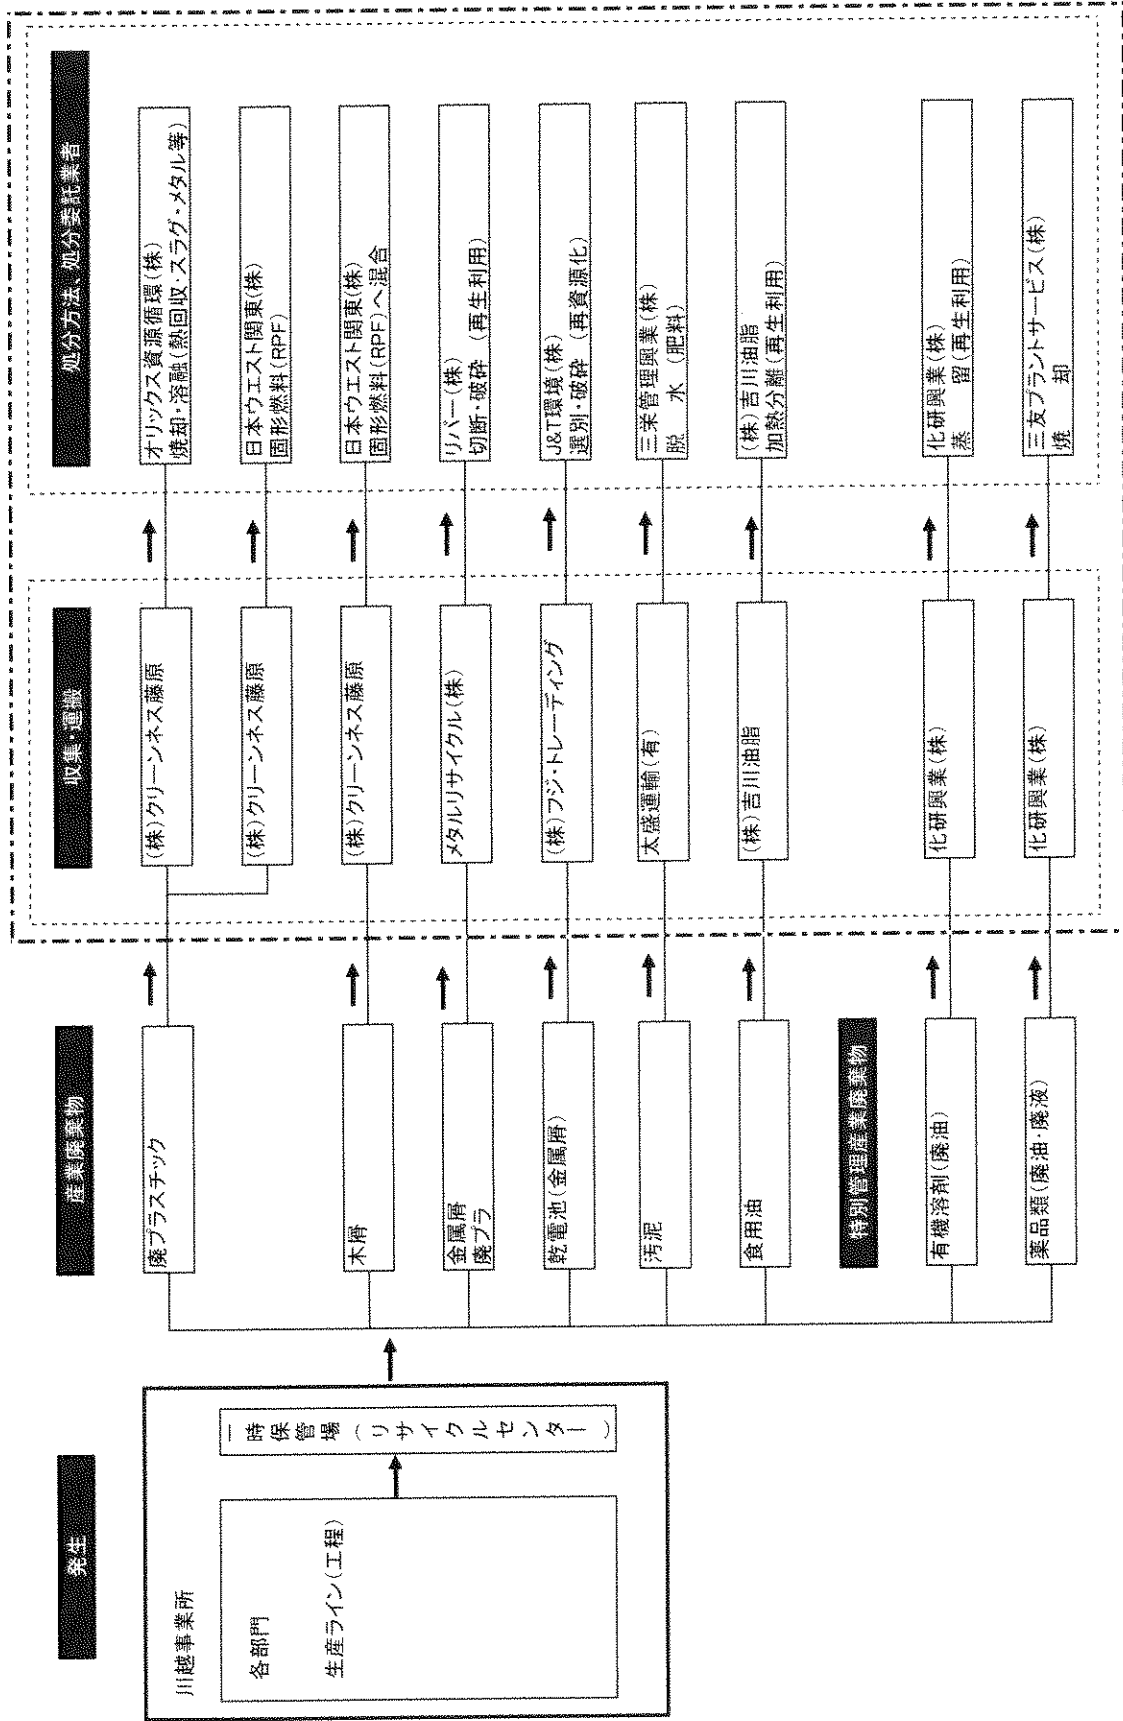 発生
川越事業所
各部門
生産ライン(工程)
一時保管場(リサイクルセンター)
産業廃棄物
廃プラスチック
木屑
金属屑
廃プラ
乾電池(金属屑)
汚泥
食用油
特別管理産業廃棄物
有機溶剤(廃油)
薬品類(廃油・廃液)
収集・運搬
(株)クリーンネス藤原
(株)クリーンネス藤原
(株)クリーンネス藤原
メタルリサイクル(株)
(株)フジ・トレーディング
太盛運輸(有)
(株)吉川油脂
化研興業(株)
化研興業(株)
処分方法、処分委託業者
オリックス資源循環(株)
焼却・溶融(熱回収・スラグ・メタル等)
日本ウエスト関東(株)
固形燃料(RPF)
日本ウエスト関東(株)
固形燃料(RPF)へ混合
リバー(株)
切断・破砕 (再生利用)
J&T環境(株)
選別・破砕 (再資源化)
三栄管理興業(株)
脱 水 (肥料)
(株)吉川油脂
加熱分離(再生利用)
化研興業(株)
蒸 留(再生利用)
三友プラントサービス(株)
焼 却